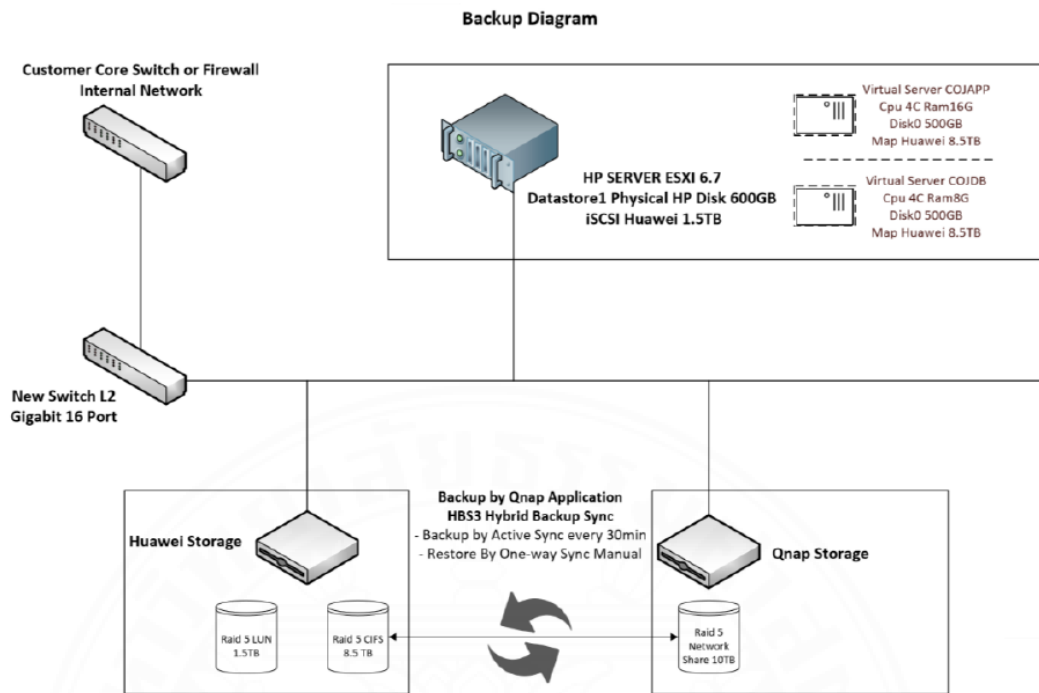 Backup Diagram
Customer Core Switch or Firewall
Internal Network
HP SERVER ESXI 6.7
Datastore1 Physical HP Disk 600GB
iSCSI Huawei 1.5TB
Virtual Server COJAPP
Cpu 4C Ram16G
Disk0 500GB
Map Huawei 8.5TB
Virtual Server COJDB
Cpu 4C Ram8G
Disk0 500GB
Map Huawei 8.5TB
New Switch L2
Gigabit 16 Port
Huawei Storage
Raid 5 LUN
1.5TB
Raid 5 CIFS
8.5 TB
Backup by Qnap Application
HBS3 Hybrid Backup Sync
- Backup by Active Sync every 30min
- Restore By One-way Sync Manual
Qnap Storage
Raid 5
Network
Share 10TB